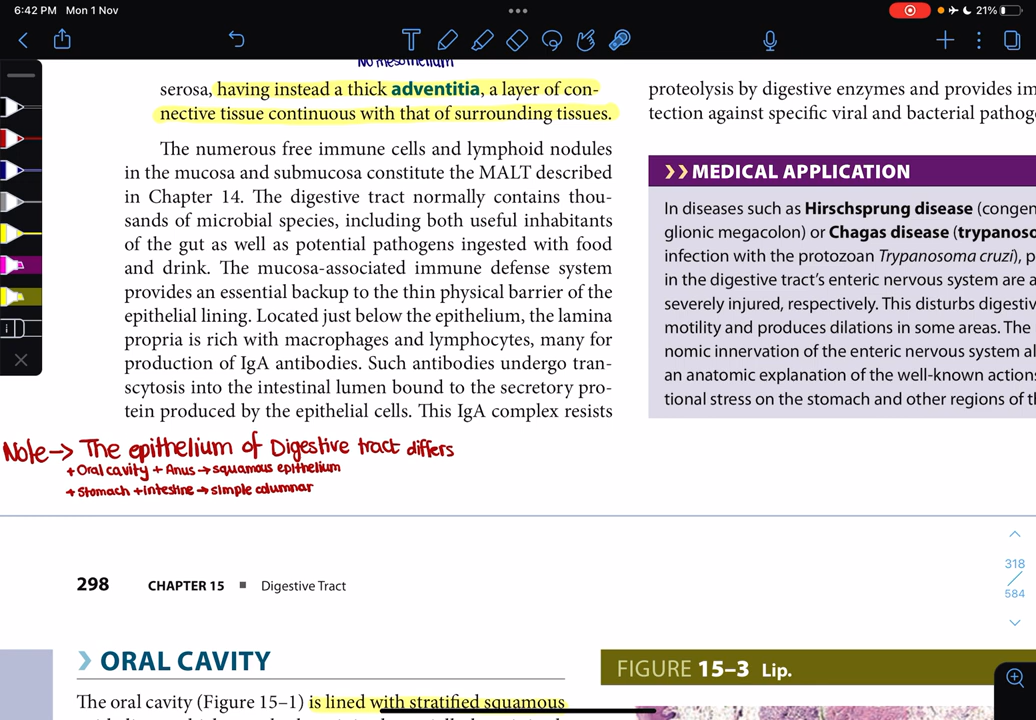 6:42 PM Mon 1 Nov
21%
No mesothelium
serosa, having instead a thick adventitia, a layer of con-
nective tissue continuous with that of surrounding tissues.
The numerous free immune cells and lymphoid nodules
in the mucosa and submucosa constitute the MALT described
in Chapter 14. The digestive tract normally contains thou-
sands of microbial species, including both useful inhabitants
of the gut as well as potential pathogens ingested with food
and drink. The mucosa-associated immune defense system
provides an essential backup to the thin physical barrier of the
epithelial lining. Located just below the epithelium, the lamina
propria is rich with macrophages and lymphocytes, many for
production of IgA antibodies. Such antibodies undergo tran-
scytosis into the intestinal lumen bound to the secretory pro-
tein produced by the epithelial cells. This IgA complex resists
proteolysis by digestive enzymes and provides im
tection against specific viral and bacterial pathog
MEDICAL APPLICATION
In diseases such as Hirschsprung disease (congen
glionic megacolon) or Chagas disease (trypanoso
infection with the protozoan Trypanosoma cruzi), p
in the digestive tract's enteric nervous system are a
severely injured, respectively. This disturbs digestiv
motility and produces dilations in some areas. The
nomic innervation of the enteric nervous system al
an anatomic explanation of the well-known actions
tional stress on the stomach and other regions of th
Note → The epithelium of Digestive tract differs
+ Oral cavity + Anus → squamous epithelium
+ Stomach + intestine → simple columnar
318
584
298 CHAPTER 15 ■ Digestive Tract
ORAL CAVITY
The oral cavity (Figure 15–1) is lined with stratified squamous
FIGURE 15–3 Lip.